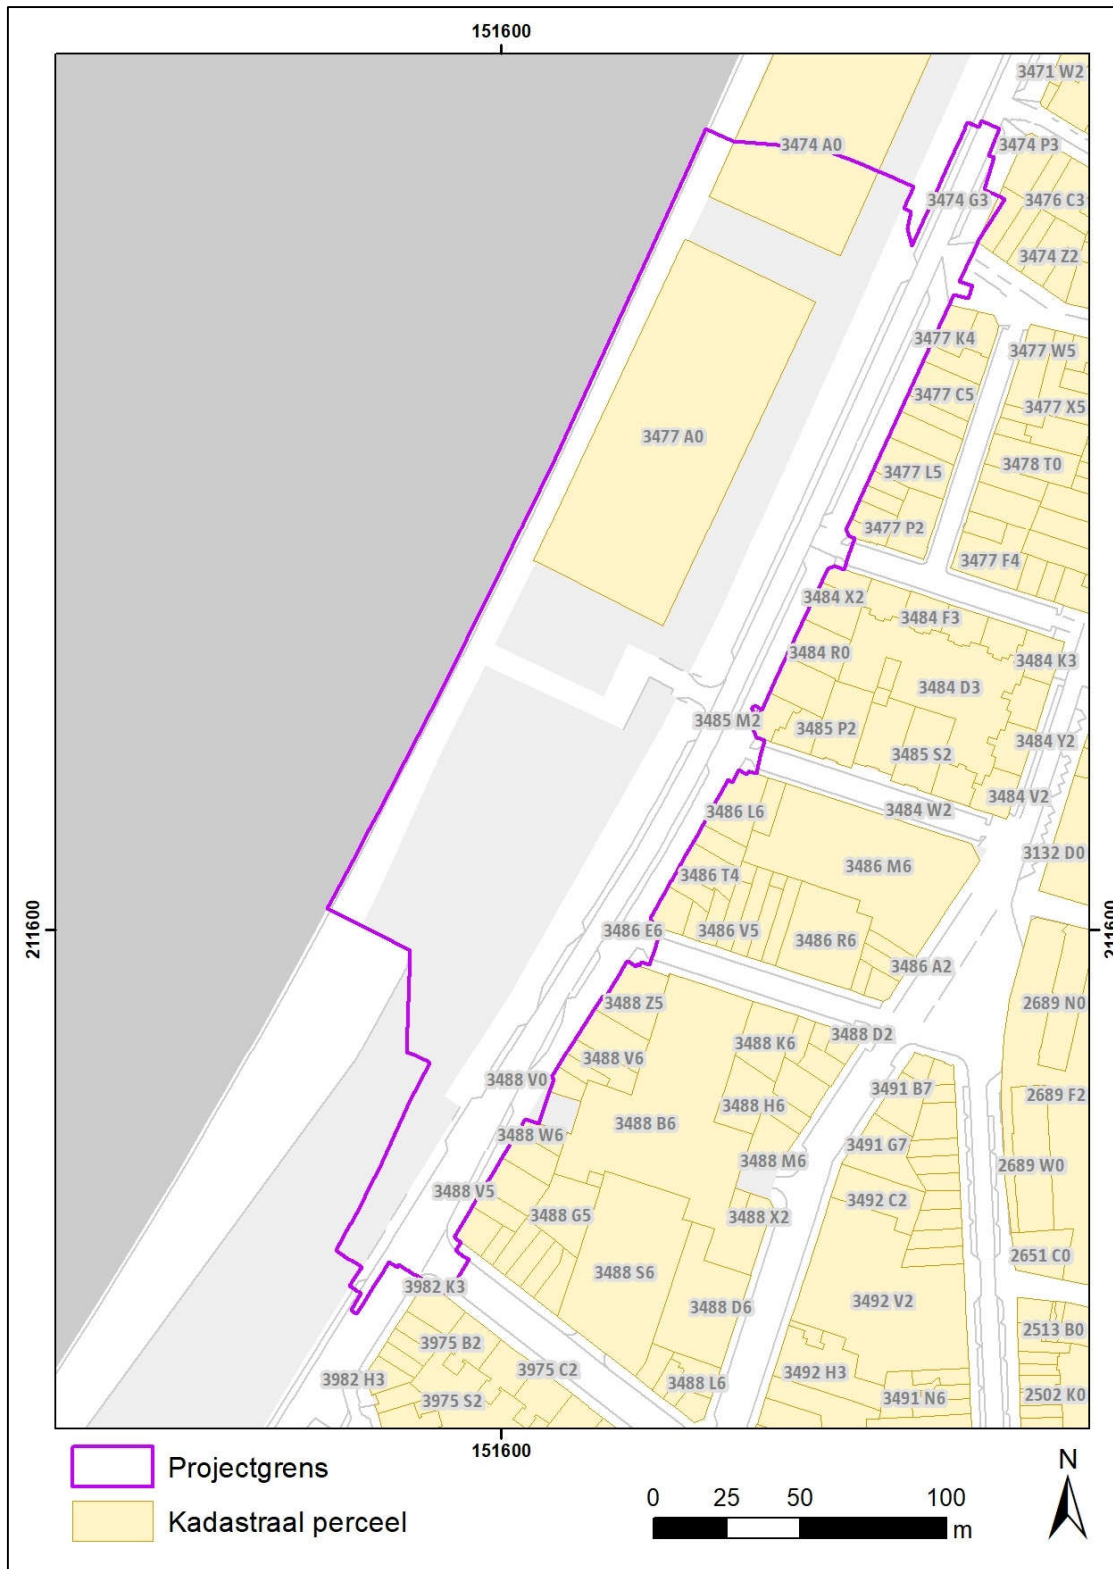 151600
3471 W2
3474 A0
3474 P3
3474 G3
3476 C3
3474 Z2
3477 K4
3477 W5
3477 C5
3477 X5
3477 A0
3478 T0
3477 L5
3477 P2
3477 F4
3484 X2
3484 F3
3484 R0
3484 K3
3484 D3
3485 M2
3485 P2
3484 Y2
3485 S2
3484 V2
3486 L6
3484 W2
3132 D0
3486 T4
3486 M6
211600
3486 E6
3486 V5
3486 R6
211600
3486 A2
3488 Z5
2689 N0
3488 D2
3488 K6
3488 V6
3488 V0
3491 B7
2689 F2
3488 H6
3488 B6
3488 W6
3491 G7
3488 M6
2689 W0
3488 V5
3492 C2
3488 G5
3488 X2
2651 C0
3488 S6
3982 K3
3492 V2
3488 D6
2513 B0
3975 B2
3975 C2
3492 H3
3982 H3
3488 L6
2502 K0
3975 S2
3491 N6
151600
Projectgrens
Kadastraal perceel
0 25 50 100
m
N